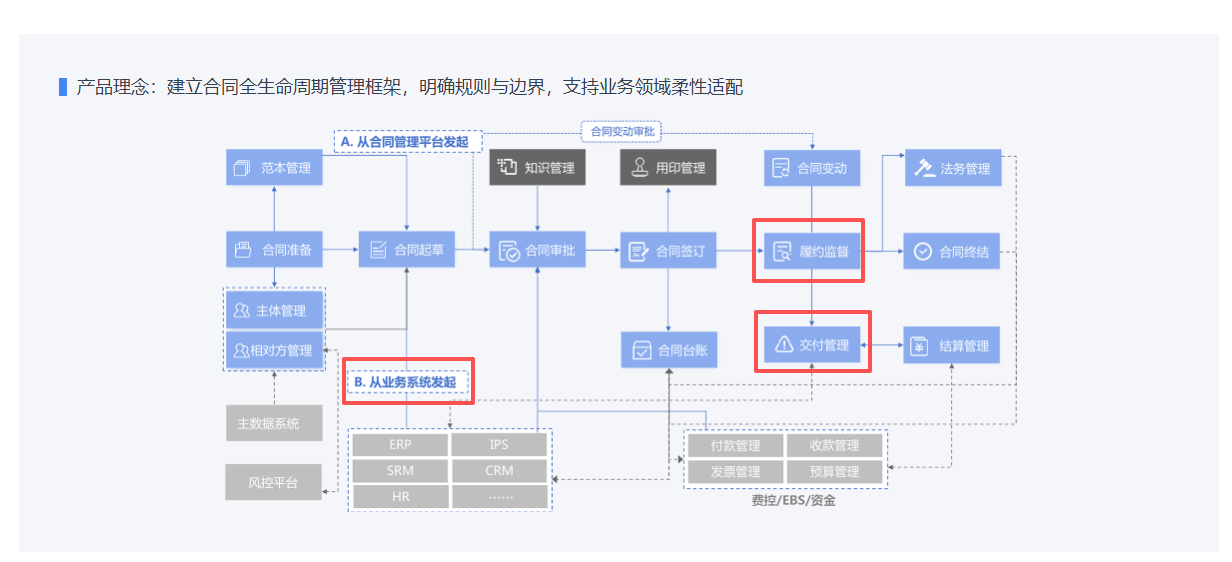 产品理念：建立合同全生命周期管理框架，明确规则与边界，支持业务领域柔性适配
合同变动审批
A. 从合同管理平台发起
范本管理
知识管理
用印管理
合同变动
法务管理
合同准备
合同起草
合同审批
合同签订
履约监督
合同终结
主体管理
相对方管理
合同台账
交付管理
结算管理
B. 从业务系统发起
主数据系统
风控平台
ERP
IPS
SRM
CRM
HR
……
付款管理
收款管理
发票管理
预算管理
费控/EBS/资金